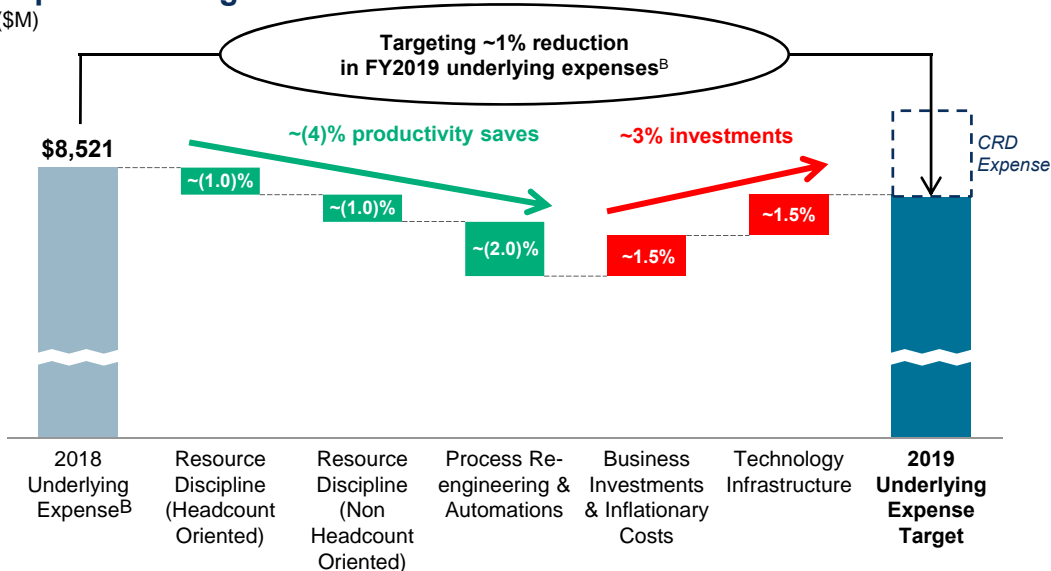 ($M)
Targeting ~1% reduction
in FY2019 underlying expensesB
~(4)% productivity saves
~3% investments
CRD
Expense
$8,521
~(1.0)%
~(1.0)%
~(2.0)%
~1.5%
~1.5%
2018
Underlying
ExpenseB
Resource
Discipline
(Headcount
Oriented)
Resource
Discipline
(Non
Headcount
Oriented)
Process Re-
engineering &
Automations
Business
Investments
& Inflationary
Costs
Technology
Infrastructure
2019
Underlying
Expense
Target